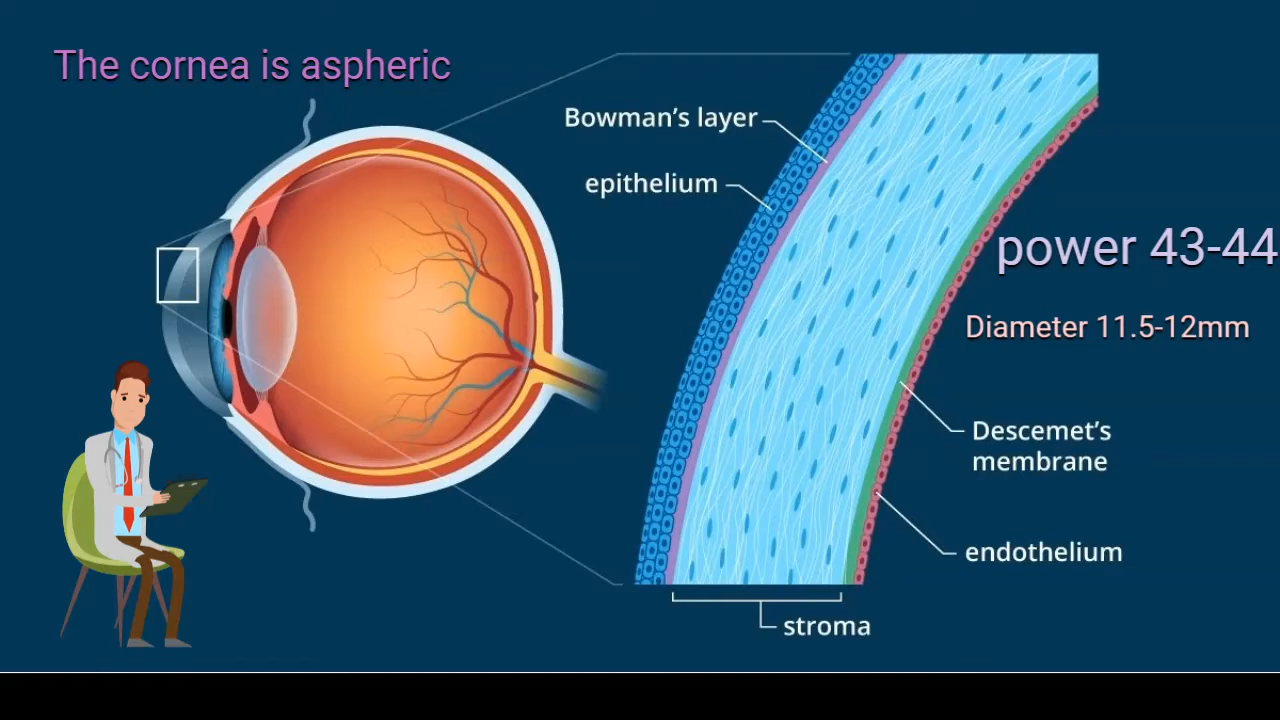 The cornea is aspheric
Bowman's layer
epithelium
power 43-44
Diameter 11.5-12mm
Descemet's
membrane
endothelium
stroma